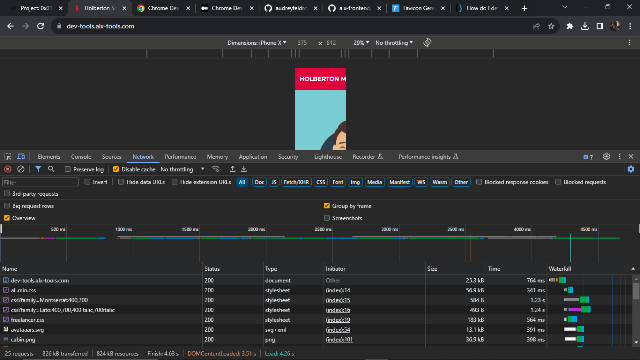 Project: 0x01
Holberton M
Chrome Dev
Chrome Dev
audreyfelder
alx-frontend
Favicon Gen
How do I de
dev-tools.alx-tools.com
Dimensions: iPhone X 375 × 812 29% No throttling
HOLBERTON M
Elements Console Sources Network Performance Memory Application Security Lighthouse Recorder Performance insights 7
Preserve log Disable cache No throttling
Filter Invert Hide data URLs Hide extension URLs All Doc JS Fetch/XHR CSS Font Img Media Manifest WS Wasm Other Blocked response cookies Blocked requests
3rd-party requests
Big request rows Group by frame
Overview Screenshots
500 ms 1000 ms 1500 ms 2000 ms 2500 ms 3000 ms 3500 ms 4000 ms 4500 ms
Name Status Type Initiator Size Time Waterfall
dev-tools.alx-tools.com 200 document Other 25.3 kB 764 ms
all.min.css 200 stylesheet (index):14 56.9 kB 341 ms
css?family=Montserrat:400,700 200 stylesheet (index):15 584 B 1.23 s
css?family=Lato:400,700,400italic,700italic 200 stylesheet (index):16 493 B 1.24 s
freelancer.css 200 stylesheet (index):19 183 kB 564 ms
avataaars.svg 200 svg+xml (index):54 13.1 kB 391 ms
cabin.png 200 png (index):101 36.9 kB 398 ms
25 requests 826 kB transferred 824 kB resources Finish: 4.68 s DOMContentLoaded: 3.51 s Load: 4.26 s